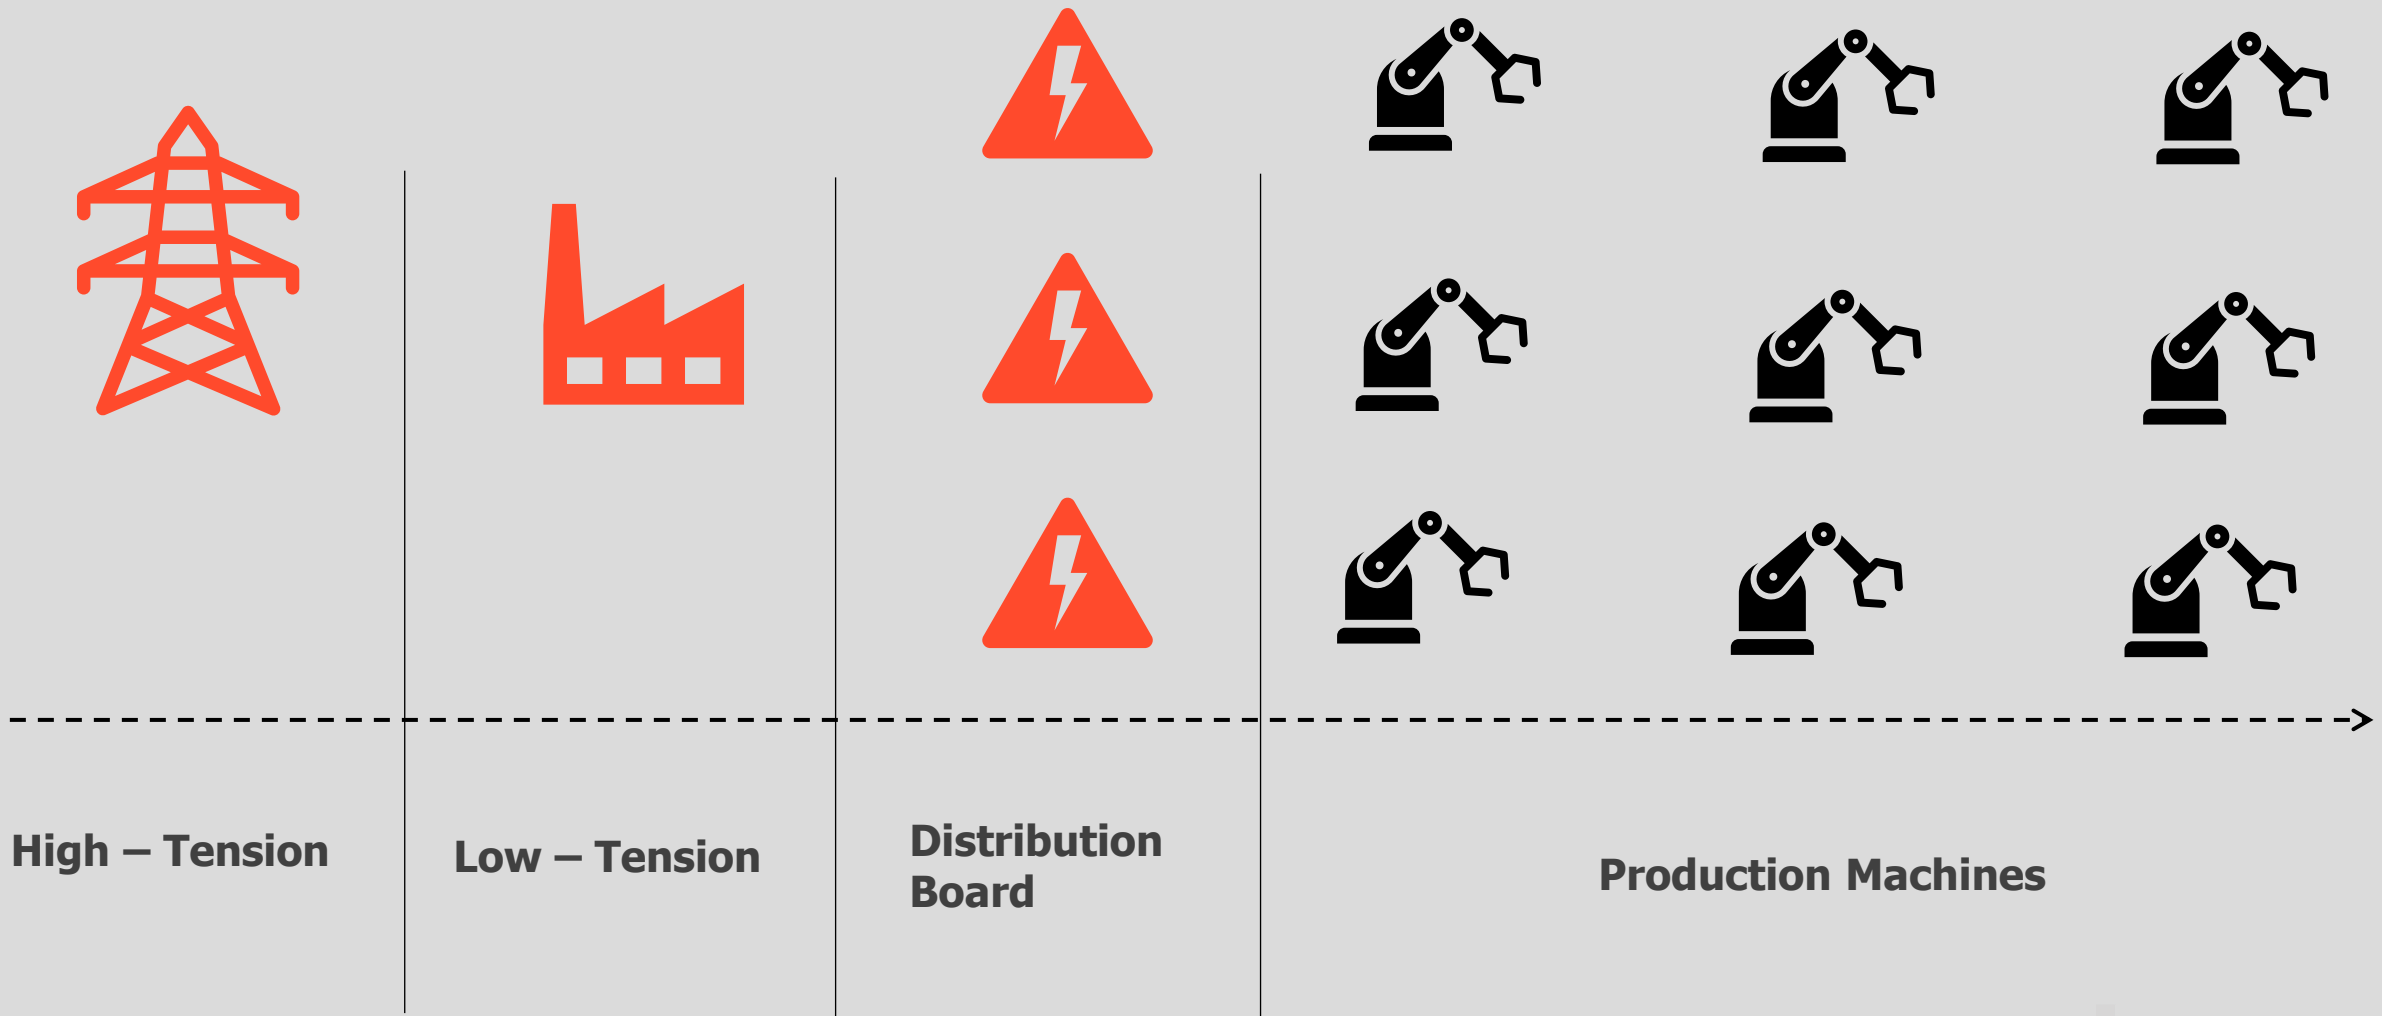 High – Tension
Low – Tension
Distribution
Board
Production Machines